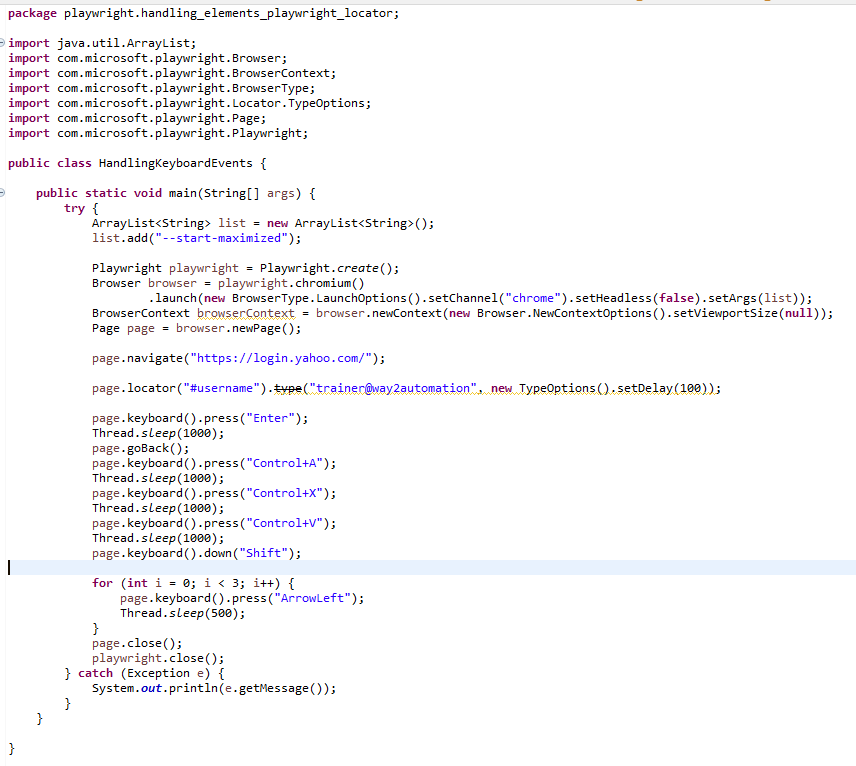 package playwright.handling_elements_playwright_locator;

import java.util.ArrayList;
import com.microsoft.playwright.Browser;
import com.microsoft.playwright.BrowserContext;
import com.microsoft.playwright.BrowserType;
import com.microsoft.playwright.Locator.TypeOptions;
import com.microsoft.playwright.Page;
import com.microsoft.playwright.Playwright;

public class HandlingKeyboardEvents {

    public static void main(String[] args) {
        try {
            ArrayList<String> list = new ArrayList<String>();
            list.add("--start-maximized");

            Playwright playwright = Playwright.create();
            Browser browser = playwright.chromium()
                    .launch(new BrowserType.LaunchOptions().setChannel("chrome").setHeadless(false).setArgs(list));
            BrowserContext browserContext = browser.newContext(new Browser.NewContextOptions().setViewportSize(null));
            Page page = browser.newPage();

            page.navigate("https://login.yahoo.com/");

            page.locator("#username").type("trainer@way2automation", new TypeOptions().setDelay(100));

            page.keyboard().press("Enter");
            Thread.sleep(1000);
            page.goBack();
            page.keyboard().press("Control+A");
            Thread.sleep(1000);
            page.keyboard().press("Control+X");
            Thread.sleep(1000);
            page.keyboard().press("Control+V");
            Thread.sleep(1000);
            page.keyboard().down("Shift");

            for (int i = 0; i < 3; i++) {
                page.keyboard().press("ArrowLeft");
                Thread.sleep(500);
            }
            page.close();
            playwright.close();
        } catch (Exception e) {
            System.out.println(e.getMessage());
        }
    }

}